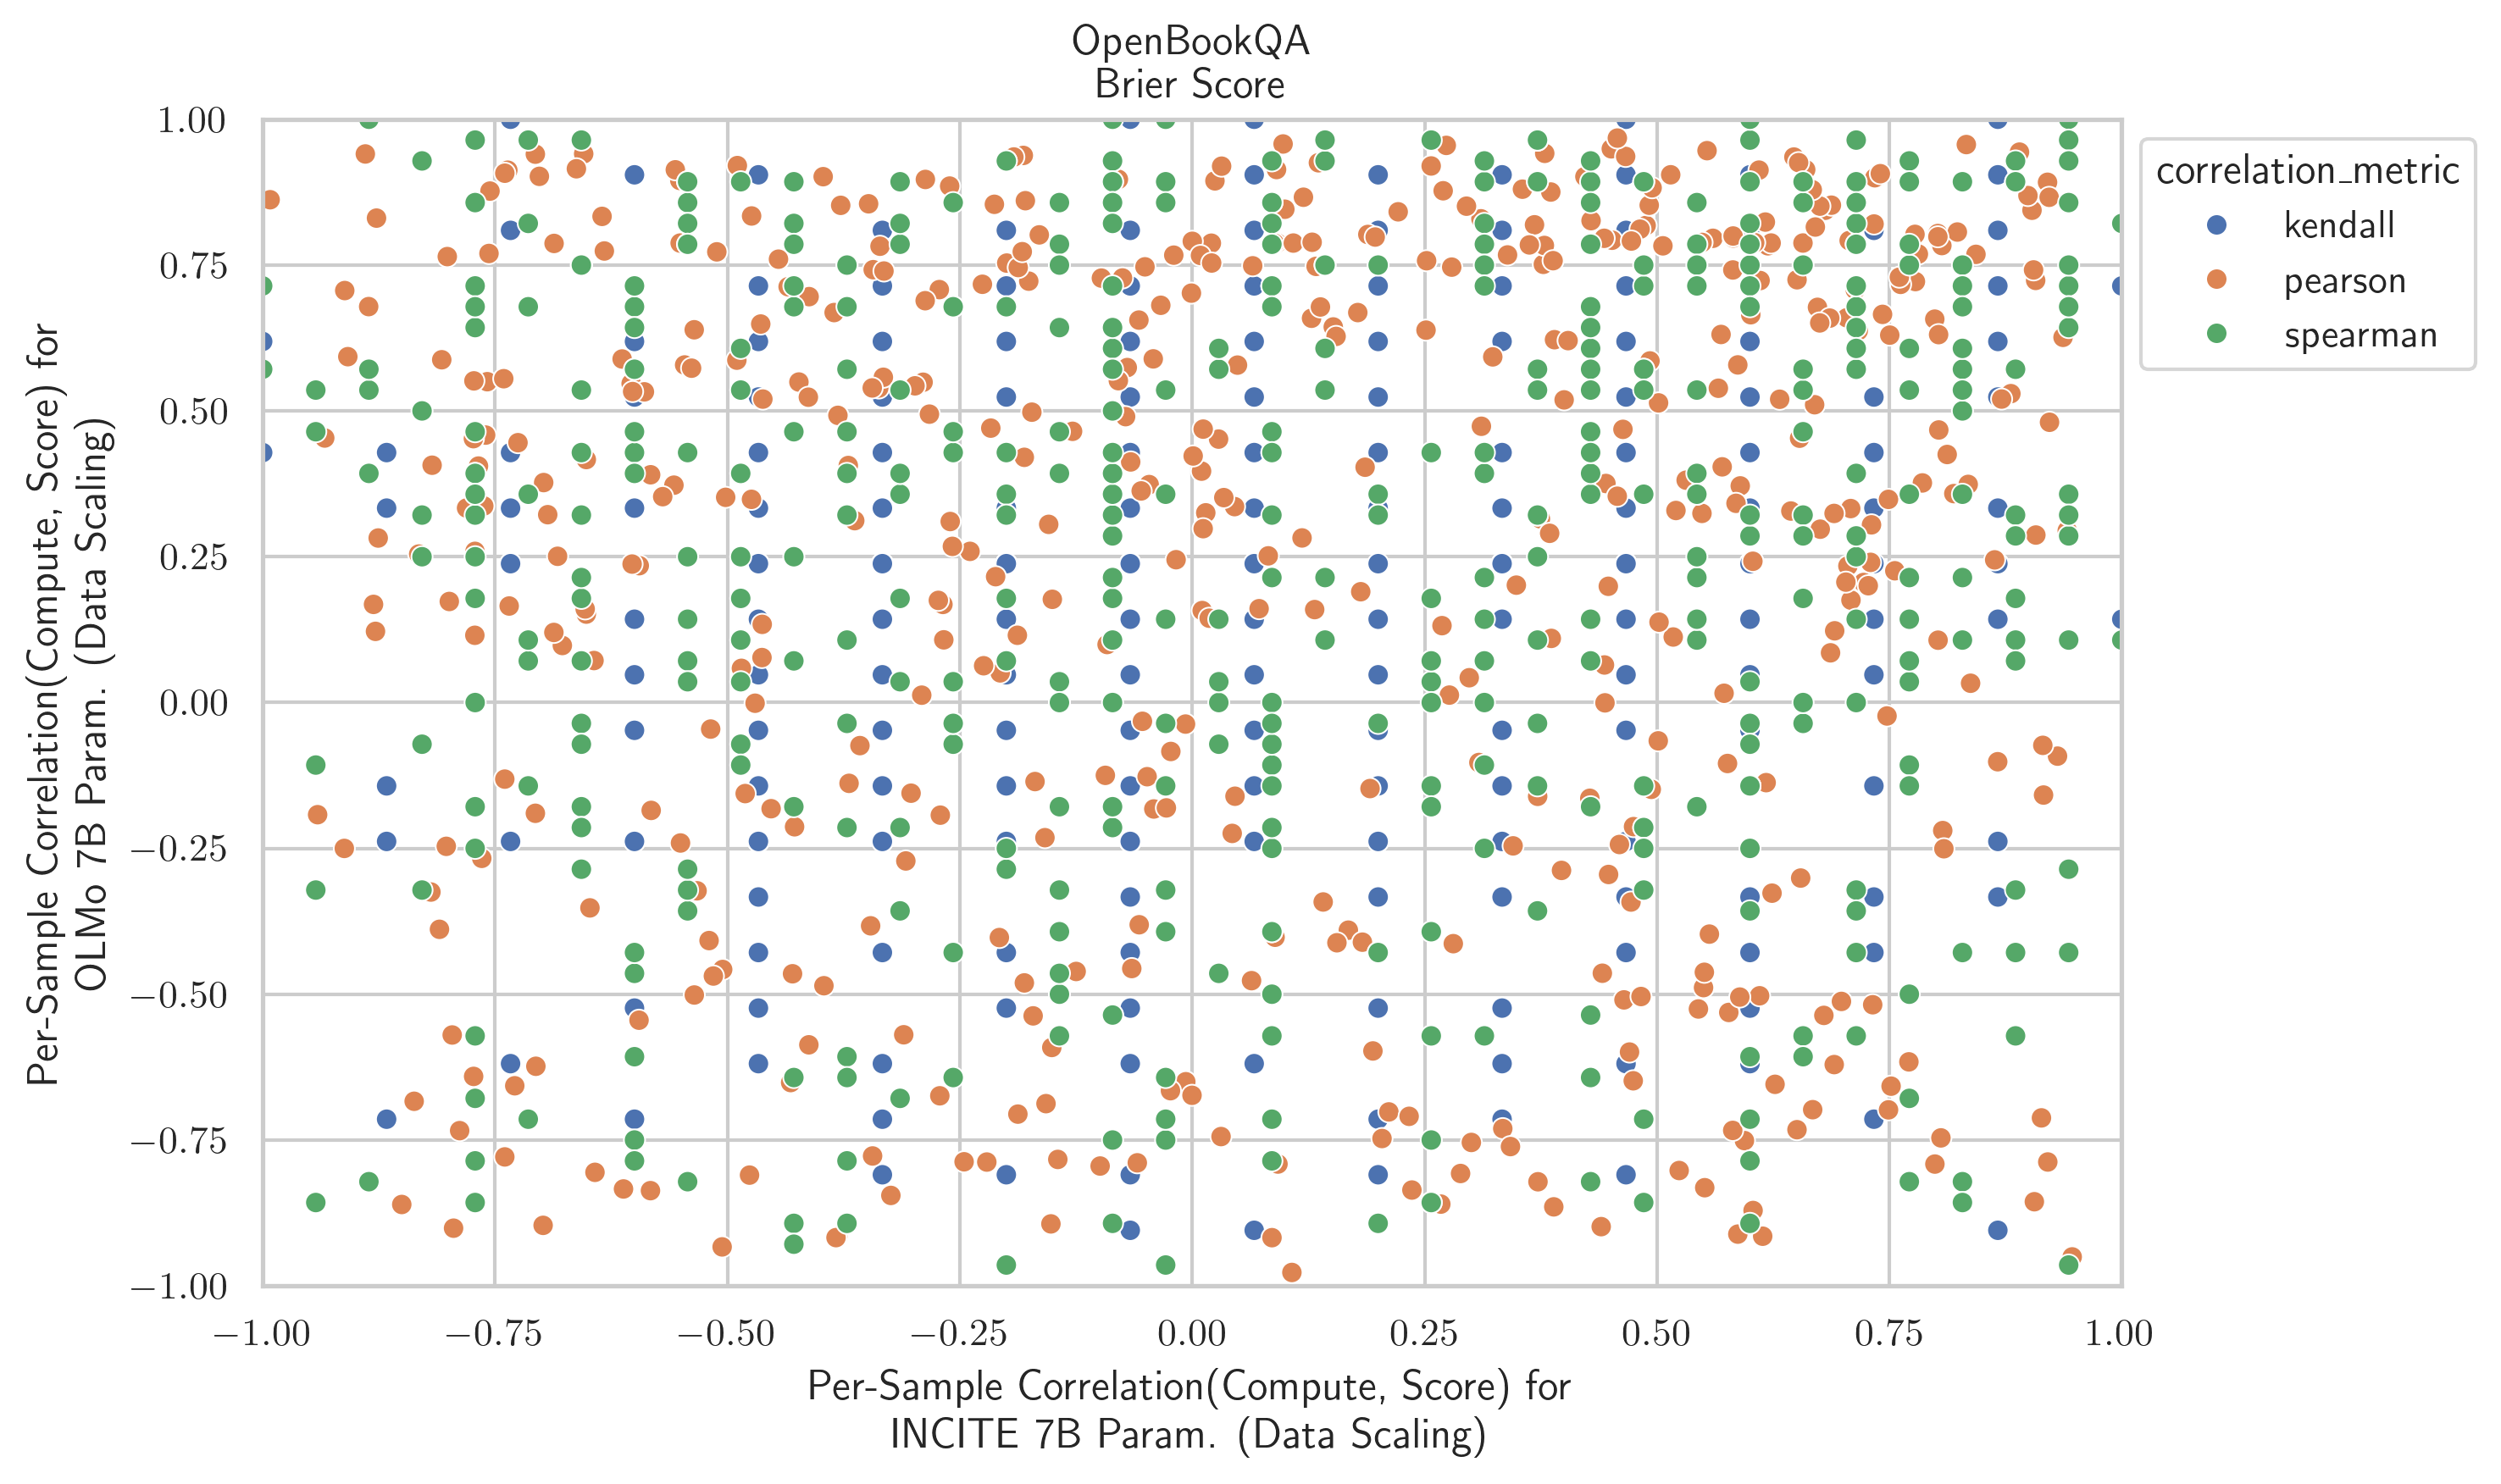 OpenBookQA
Brier Score
1.00
0.75
0.50
0.25
0.00
−0.25
−0.50
−0.75
−1.00
Per-Sample Correlation(Compute, Score) for
OLMo 7B Param. (Data Scaling)
correlation_metric
kendall
pearson
spearman
−1.00 −0.75 −0.50 −0.25 0.00 0.25 0.50 0.75 1.00
Per-Sample Correlation(Compute, Score) for
INCITE 7B Param. (Data Scaling)